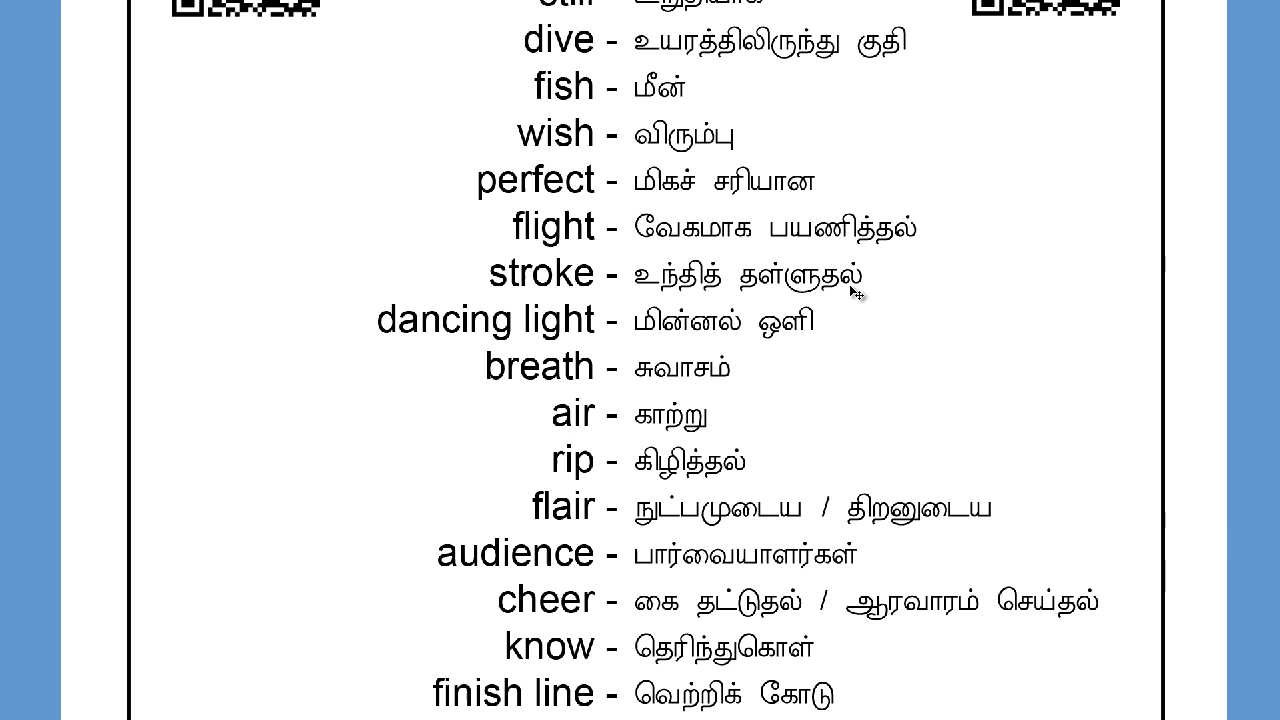 dive - உயரத்திலிருந்து குதி
fish - மீன்
wish - விரும்பு
perfect - மிகச் சரியான
flight - வேகமாக பயணித்தல்
stroke - உந்தித் தள்ளுதல்
dancing light - மின்னல் ஒளி
breath - சுவாசம்
air - காற்று
rip - கிழித்தல்
flair - நுட்பமுடைய / திறனுடைய
audience - பார்வையாளர்கள்
cheer - கை தட்டுதல் / ஆரவாரம் செய்தல்
know - தெரிந்துகொள்
finish line - வெற்றிக் கோடு